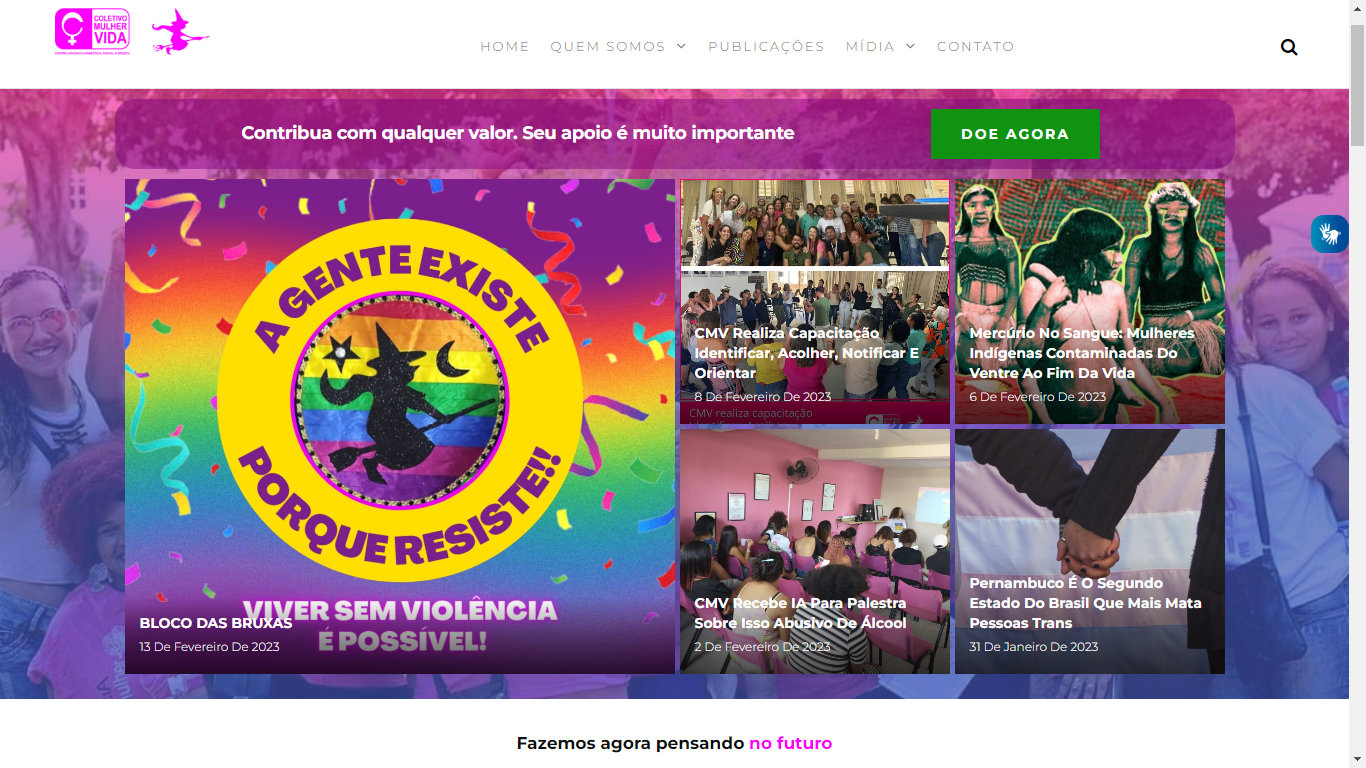 COLETIVO
MULHER
VIDA
HOME
QUEM SOMOS
PUBLICAÇÕES
MÍDIA
CONTATO
Contribua com qualquer valor. Seu apoio é muito importante
DOE AGORA
A GENTE EXISTE
PORQUE RESISTE!!
VIVER SEM VIOLÊNCIA
É POSSÍVEL!
BLOCO DAS BRUXAS
13 De Fevereiro De 2023
CMV Realiza Capacitação
Identificar, Acolher, Notificar E
Orientar
8 De Fevereiro De 2023
CMV realiza capacitação
Mercúrio No Sangue: Mulheres
Indígenas Contaminadas Do
Ventre Ao Fim Da Vida
6 De Fevereiro De 2023
CMV Recebe IA Para Palestra
Sobre Isso Abusivo De Álcool
2 De Fevereiro De 2023
Pernambuco É O Segundo
Estado Do Brasil Que Mais Mata
Pessoas Trans
31 De Janeiro De 2023
Fazemos agora pensando no futuro